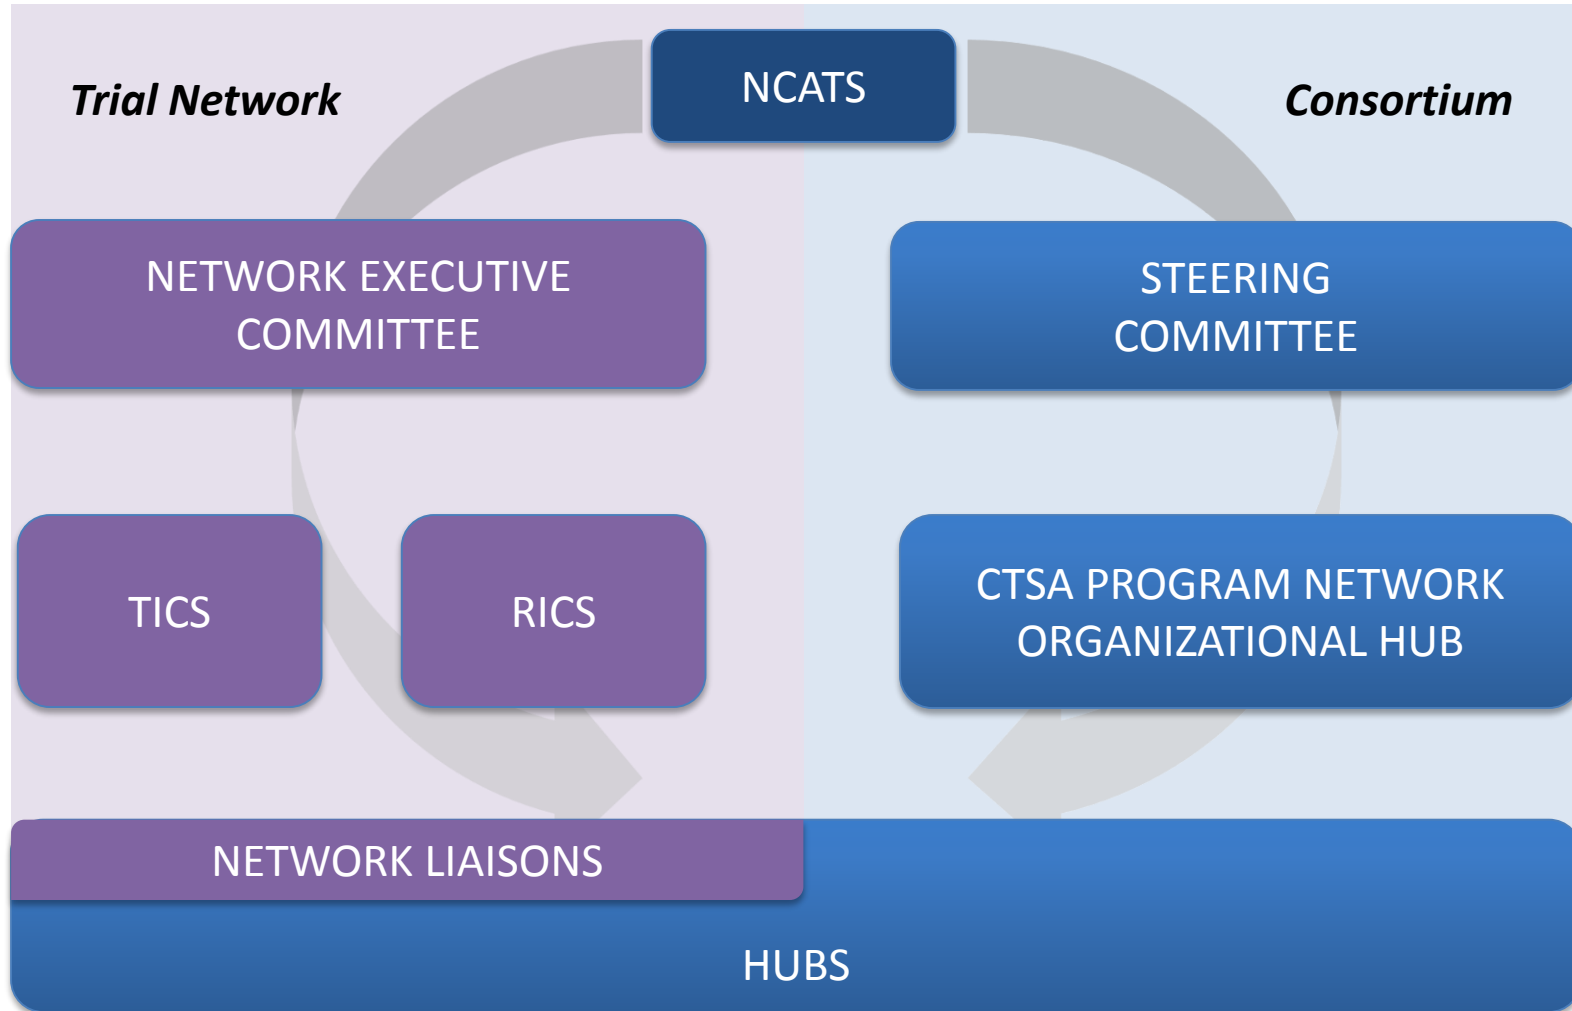 NCATS
Trial Network
Consortium
NETWORK EXECUTIVE
COMMITTEE
STEERING
COMMITTEE
TICS
RICS
CTSA PROGRAM NETWORK
ORGANIZATIONAL HUB
NETWORK LIAISONS
HUBS